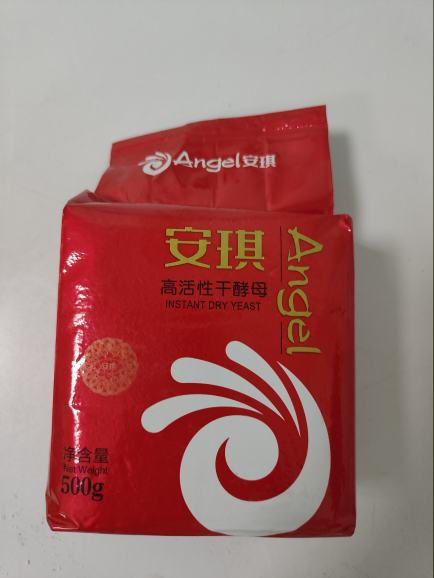 Angel安琪
安琪
Angel
高活性干酵母
INSTANT DRY YEAST
净含量
Net Weight
500g